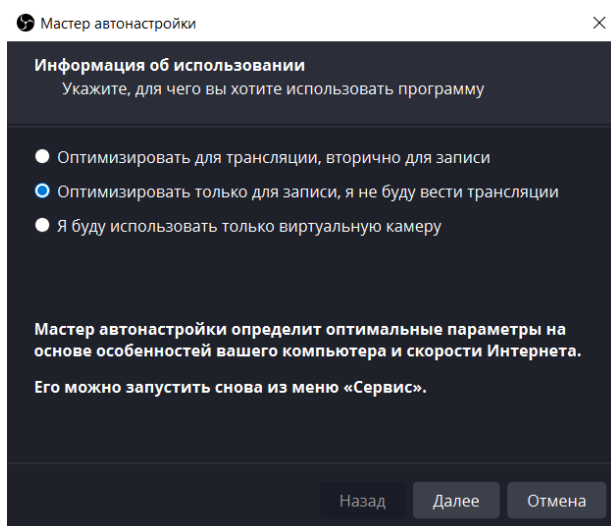 Мастер автонастройки
Информация об использовании
Укажите, для чего вы хотите использовать программу
Оптимизировать для трансляции, вторично для записи
Оптимизировать только для записи, я не буду вести трансляции
Я буду использовать только виртуальную камеру
Мастер автонастройки определит оптимальные параметры на
основе особенностей вашего компьютера и скорости Интернета.
Его можно запустить снова из меню «Сервис».
Назад Далее Отмена